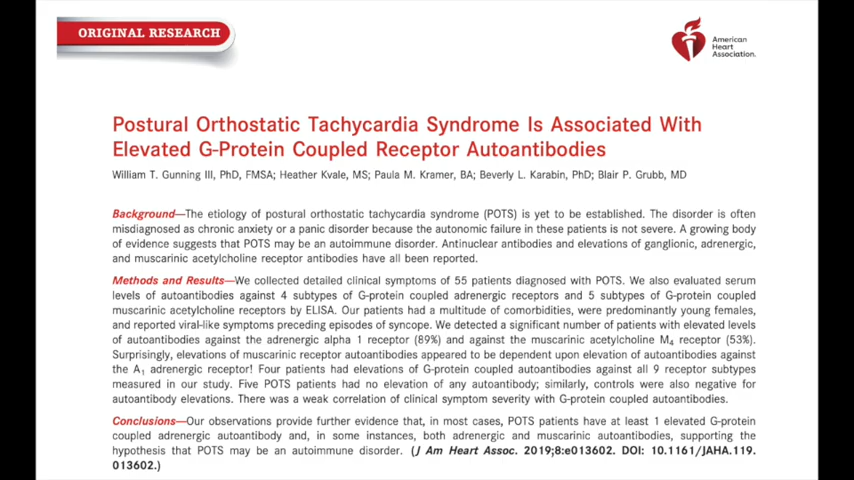 ORIGINAL RESEARCH
American
Heart
Association.
Postural Orthostatic Tachycardia Syndrome Is Associated With
Elevated G-Protein Coupled Receptor Autoantibodies
William T. Gunning III, PhD, FMSA; Heather Kvale, MS; Paula M. Kramer, BA; Beverly L. Karabin, PhD; Blair P. Grubb, MD
Background—The etiology of postural orthostatic tachycardia syndrome (POTS) is yet to be established. The disorder is often
misdiagnosed as chronic anxiety or a panic disorder because the autonomic failure in these patients is not severe. A growing body
of evidence suggests that POTS may be an autoimmune disorder. Antinuclear antibodies and elevations of ganglionic, adrenergic,
and muscarinic acetylcholine receptor antibodies have all been reported.
Methods and Results—We collected detailed clinical symptoms of 55 patients diagnosed with POTS. We also evaluated serum
levels of autoantibodies against 4 subtypes of G-protein coupled adrenergic receptors and 5 subtypes of G-protein coupled
muscarinic acetylcholine receptors by ELISA. Our patients had a multitude of comorbidities, were predominantly young females,
and reported viral-like symptoms preceding episodes of syncope. We detected a significant number of patients with elevated levels
of autoantibodies against the adrenergic alpha 1 receptor (89%) and against the muscarinic acetylcholine M4 receptor (53%).
Surprisingly, elevations of muscarinic receptor autoantibodies appeared to be dependent upon elevation of autoantibodies against
the A1 adrenergic receptor! Four patients had elevations of G-protein coupled autoantibodies against all 9 receptor subtypes
measured in our study. Five POTS patients had no elevation of any autoantibody; similarly, controls were also negative for
autoantibody elevations. There was a weak correlation of clinical symptom severity with G-protein coupled autoantibodies.
Conclusions—Our observations provide further evidence that, in most cases, POTS patients have at least 1 elevated G-protein
coupled adrenergic autoantibody and, in some instances, both adrenergic and muscarinic autoantibodies, supporting the
hypothesis that POTS may be an autoimmune disorder. (J Am Heart Assoc. 2019;8:e013602. DOI: 10.1161/JAHA.119.
013602.)